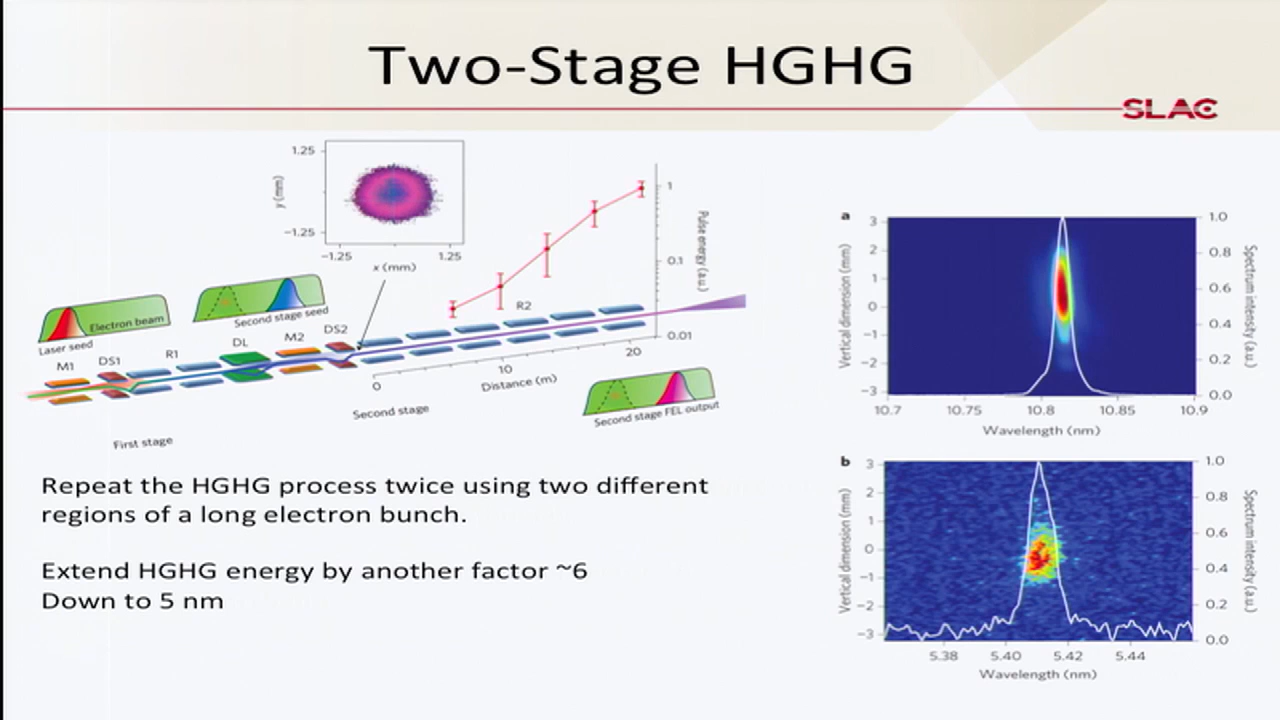 Two-Stage HGHG
SLAC
1.25
y (mm)
−1.25
−1.25
1.25
x (mm)
1
0.1
0.01
Pulse energy (a.u.)
Electron beam
Laser seed
Second stage seed
M1
DS1
R1
DL
M2
DS2
R2
0
10
20
Distance (m)
First stage
Second stage
Second stage FEL output
Repeat the HGHG process twice using two different
regions of a long electron bunch.
Extend HGHG energy by another factor ~6
Down to 5 nm
a
3
2
1
0
−1
−2
−3
Vertical dimension (mm)
1.0
0.8
0.6
0.4
0.2
0.0
Spectrum intensity (a.u.)
10.7
10.75
10.8
10.85
10.9
Wavelength (nm)
b
3
2
1
0
−1
−2
−3
Vertical dimension (mm)
1.0
0.8
0.6
0.4
0.2
0.0
Spectrum intensity (a.u.)
5.38
5.40
5.42
5.44
Wavelength (nm)